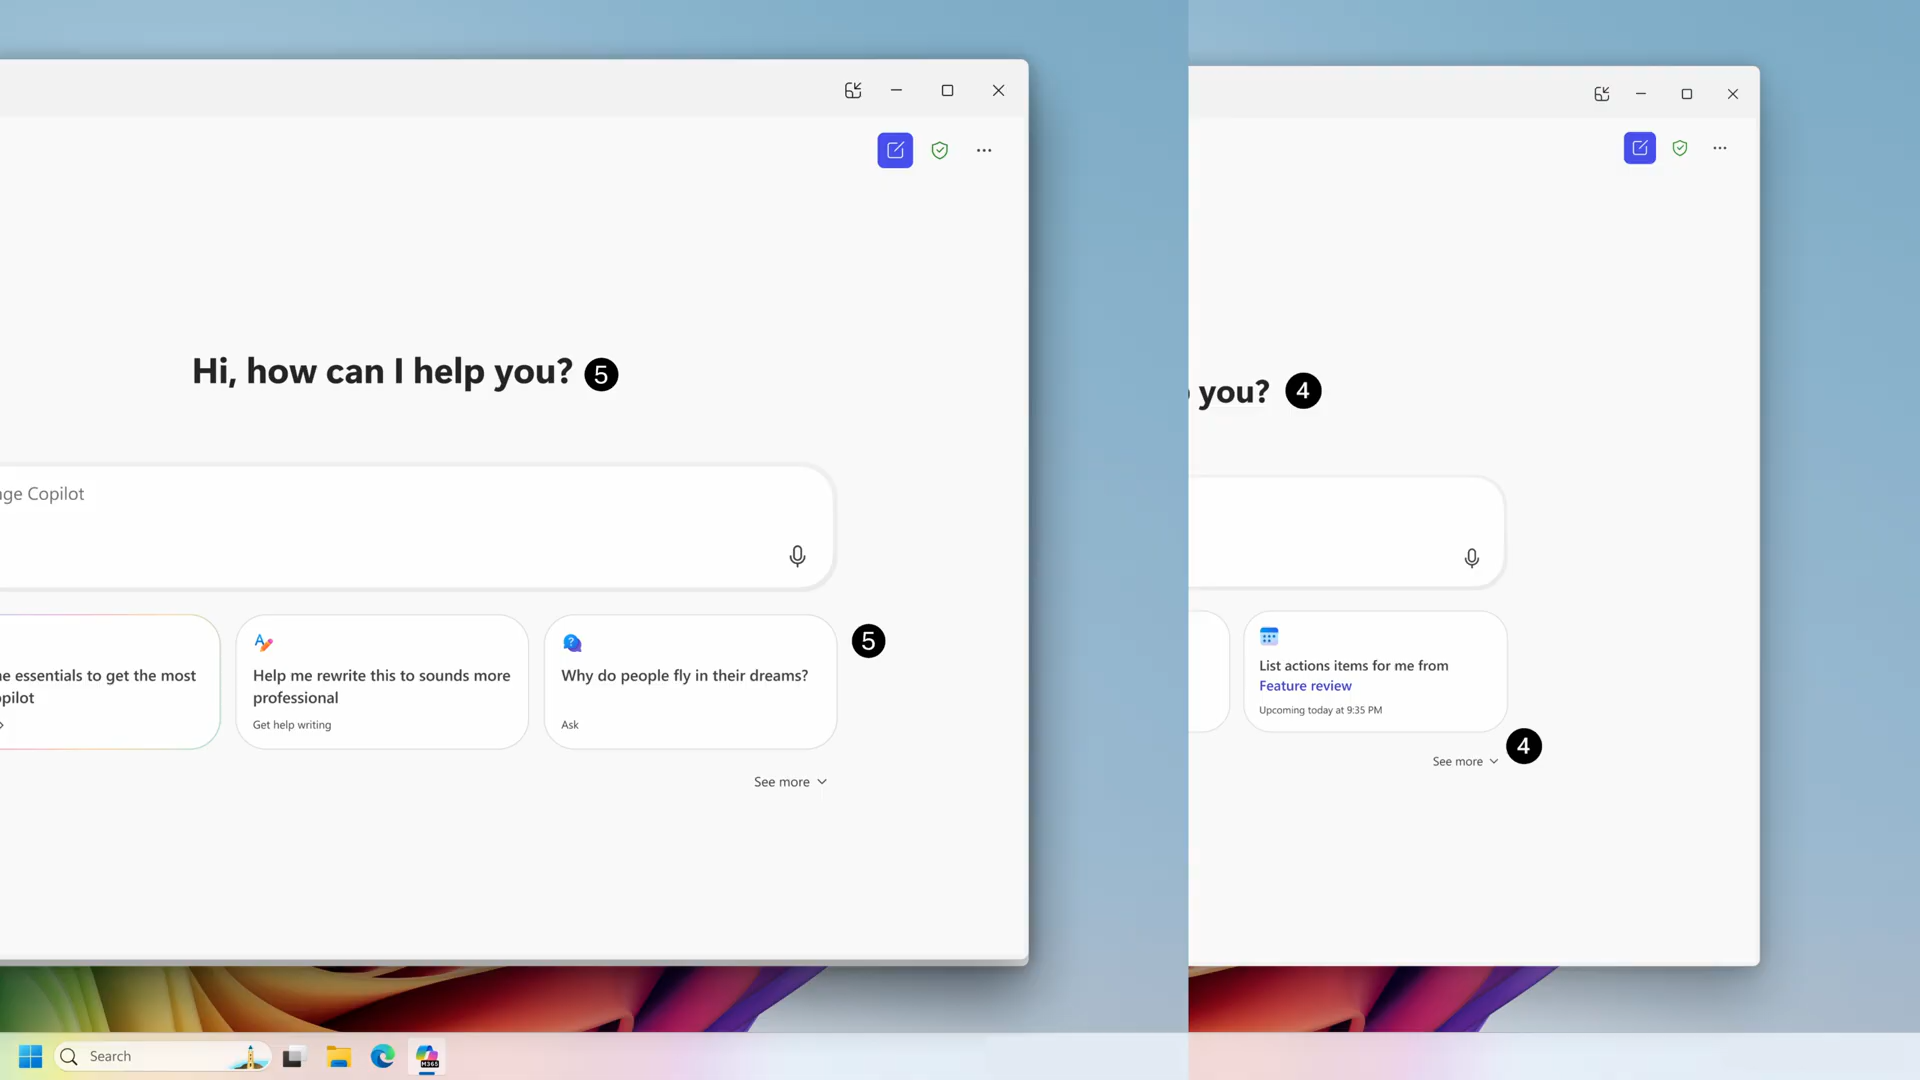 Hi, how can I help you? 5
ge Copilot
e essentials to get the most
pilot
Help me rewrite this to sounds more
professional
Get help writing
Why do people fly in their dreams?
Ask
5
See more
Search
M365
you? 4
List actions items for me from
Feature review
Upcoming today at 9:35 PM
See more
4